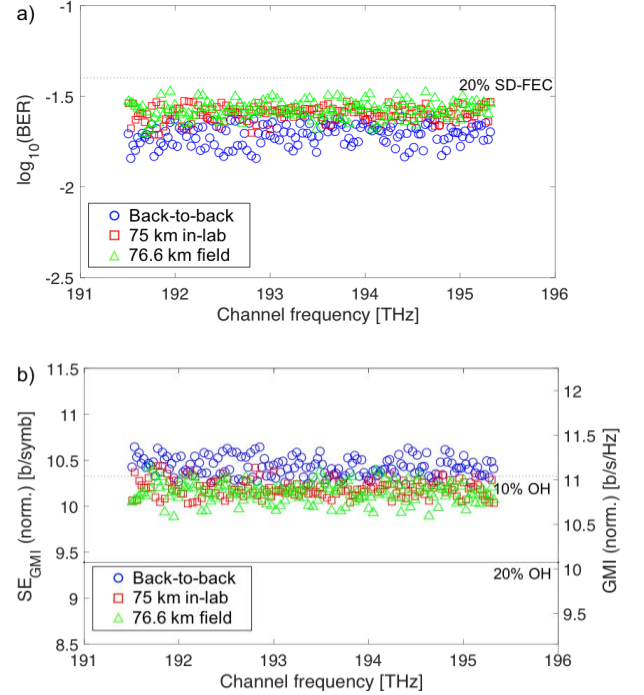 a)
-1
20% SD-FEC
-1.5
log10(BER)
-2
Back-to-back
75 km in-lab
76.6 km field
-2.5
191 192 193 194 195 196
Channel frequency [THz]
b)
11.5
12
11
11.5
10.5
11
10% OH
SE_GMI (norm.) [b/symb]
GMI (norm.) [b/s/Hz]
10
10.5
9.5
10
20% OH
Back-to-back
75 km in-lab
76.6 km field
9
9.5
8.5
191 192 193 194 195 196
Channel frequency [THz]